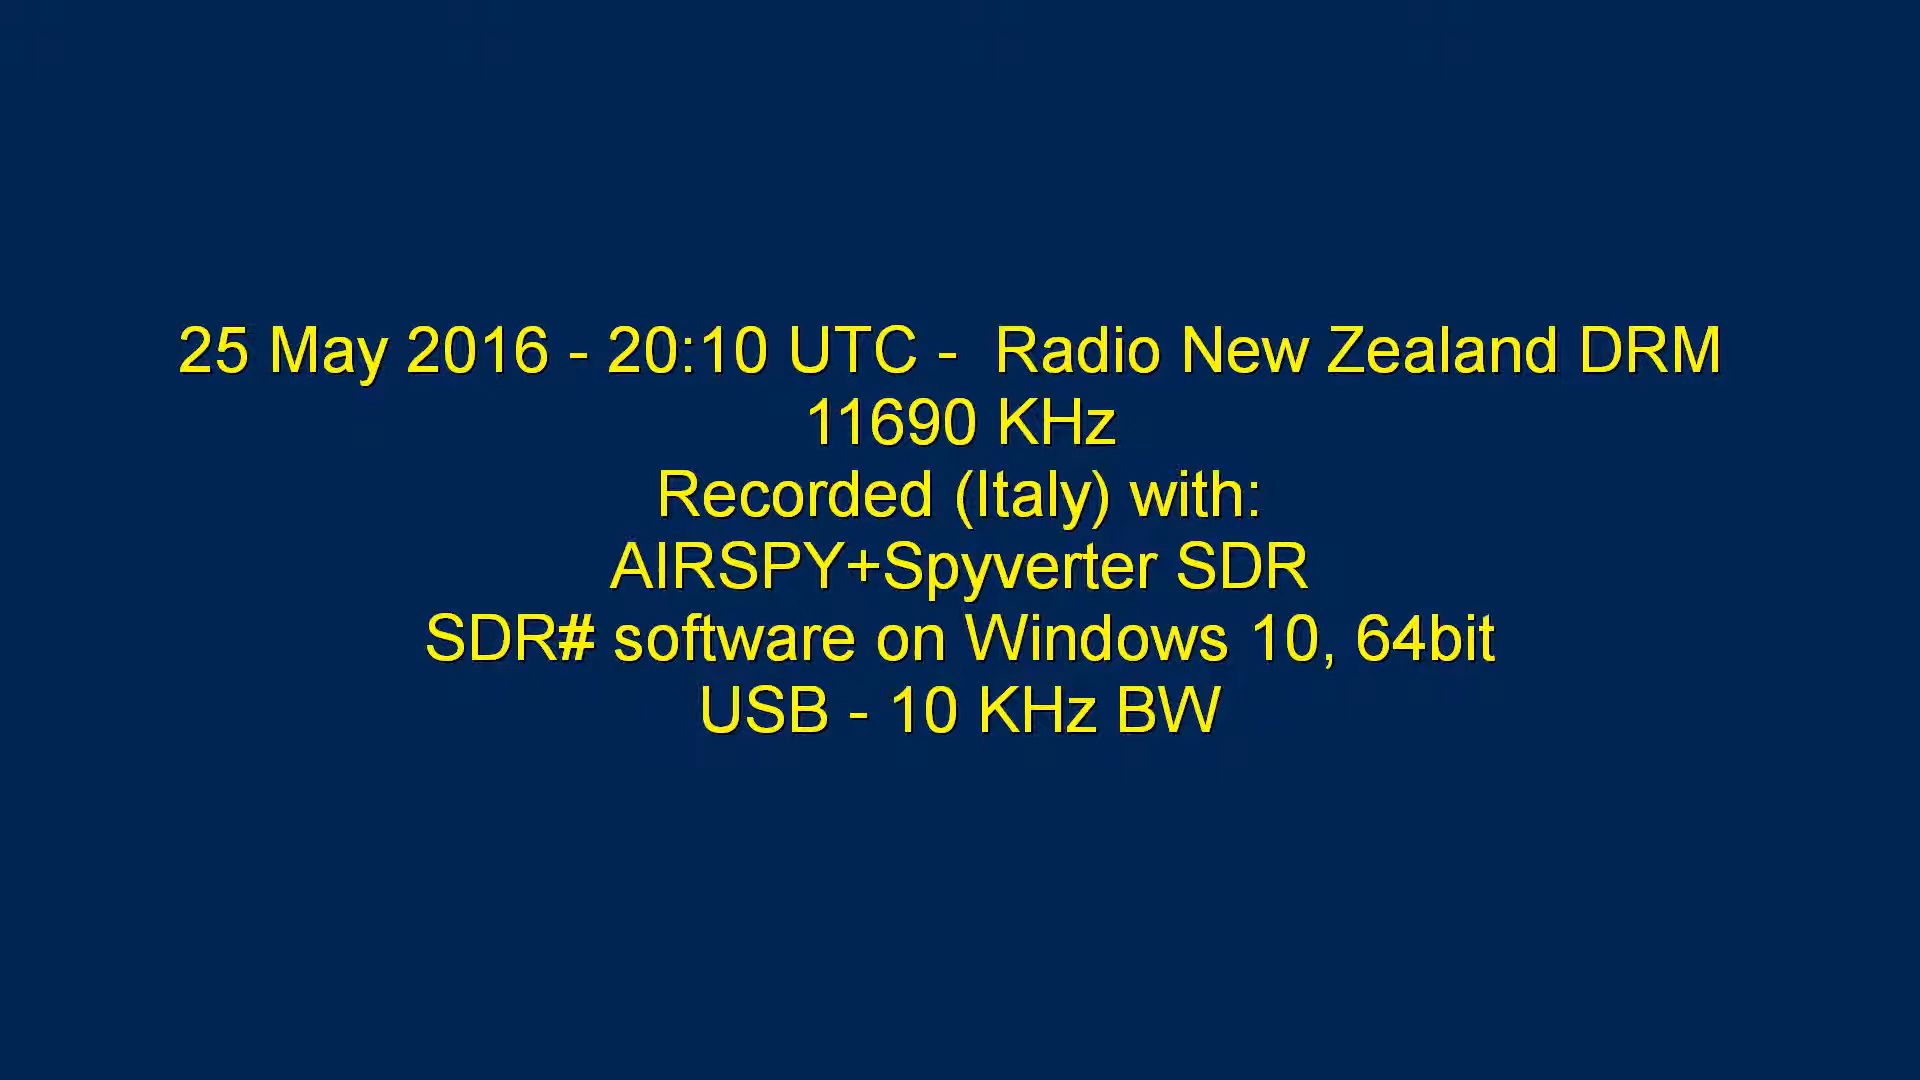 25 May 2016 - 20:10 UTC -  Radio New Zealand DRM
11690 KHz
Recorded (Italy) with:
AIRSPY+Spyverter SDR
SDR# software on Windows 10, 64bit
USB - 10 KHz BW